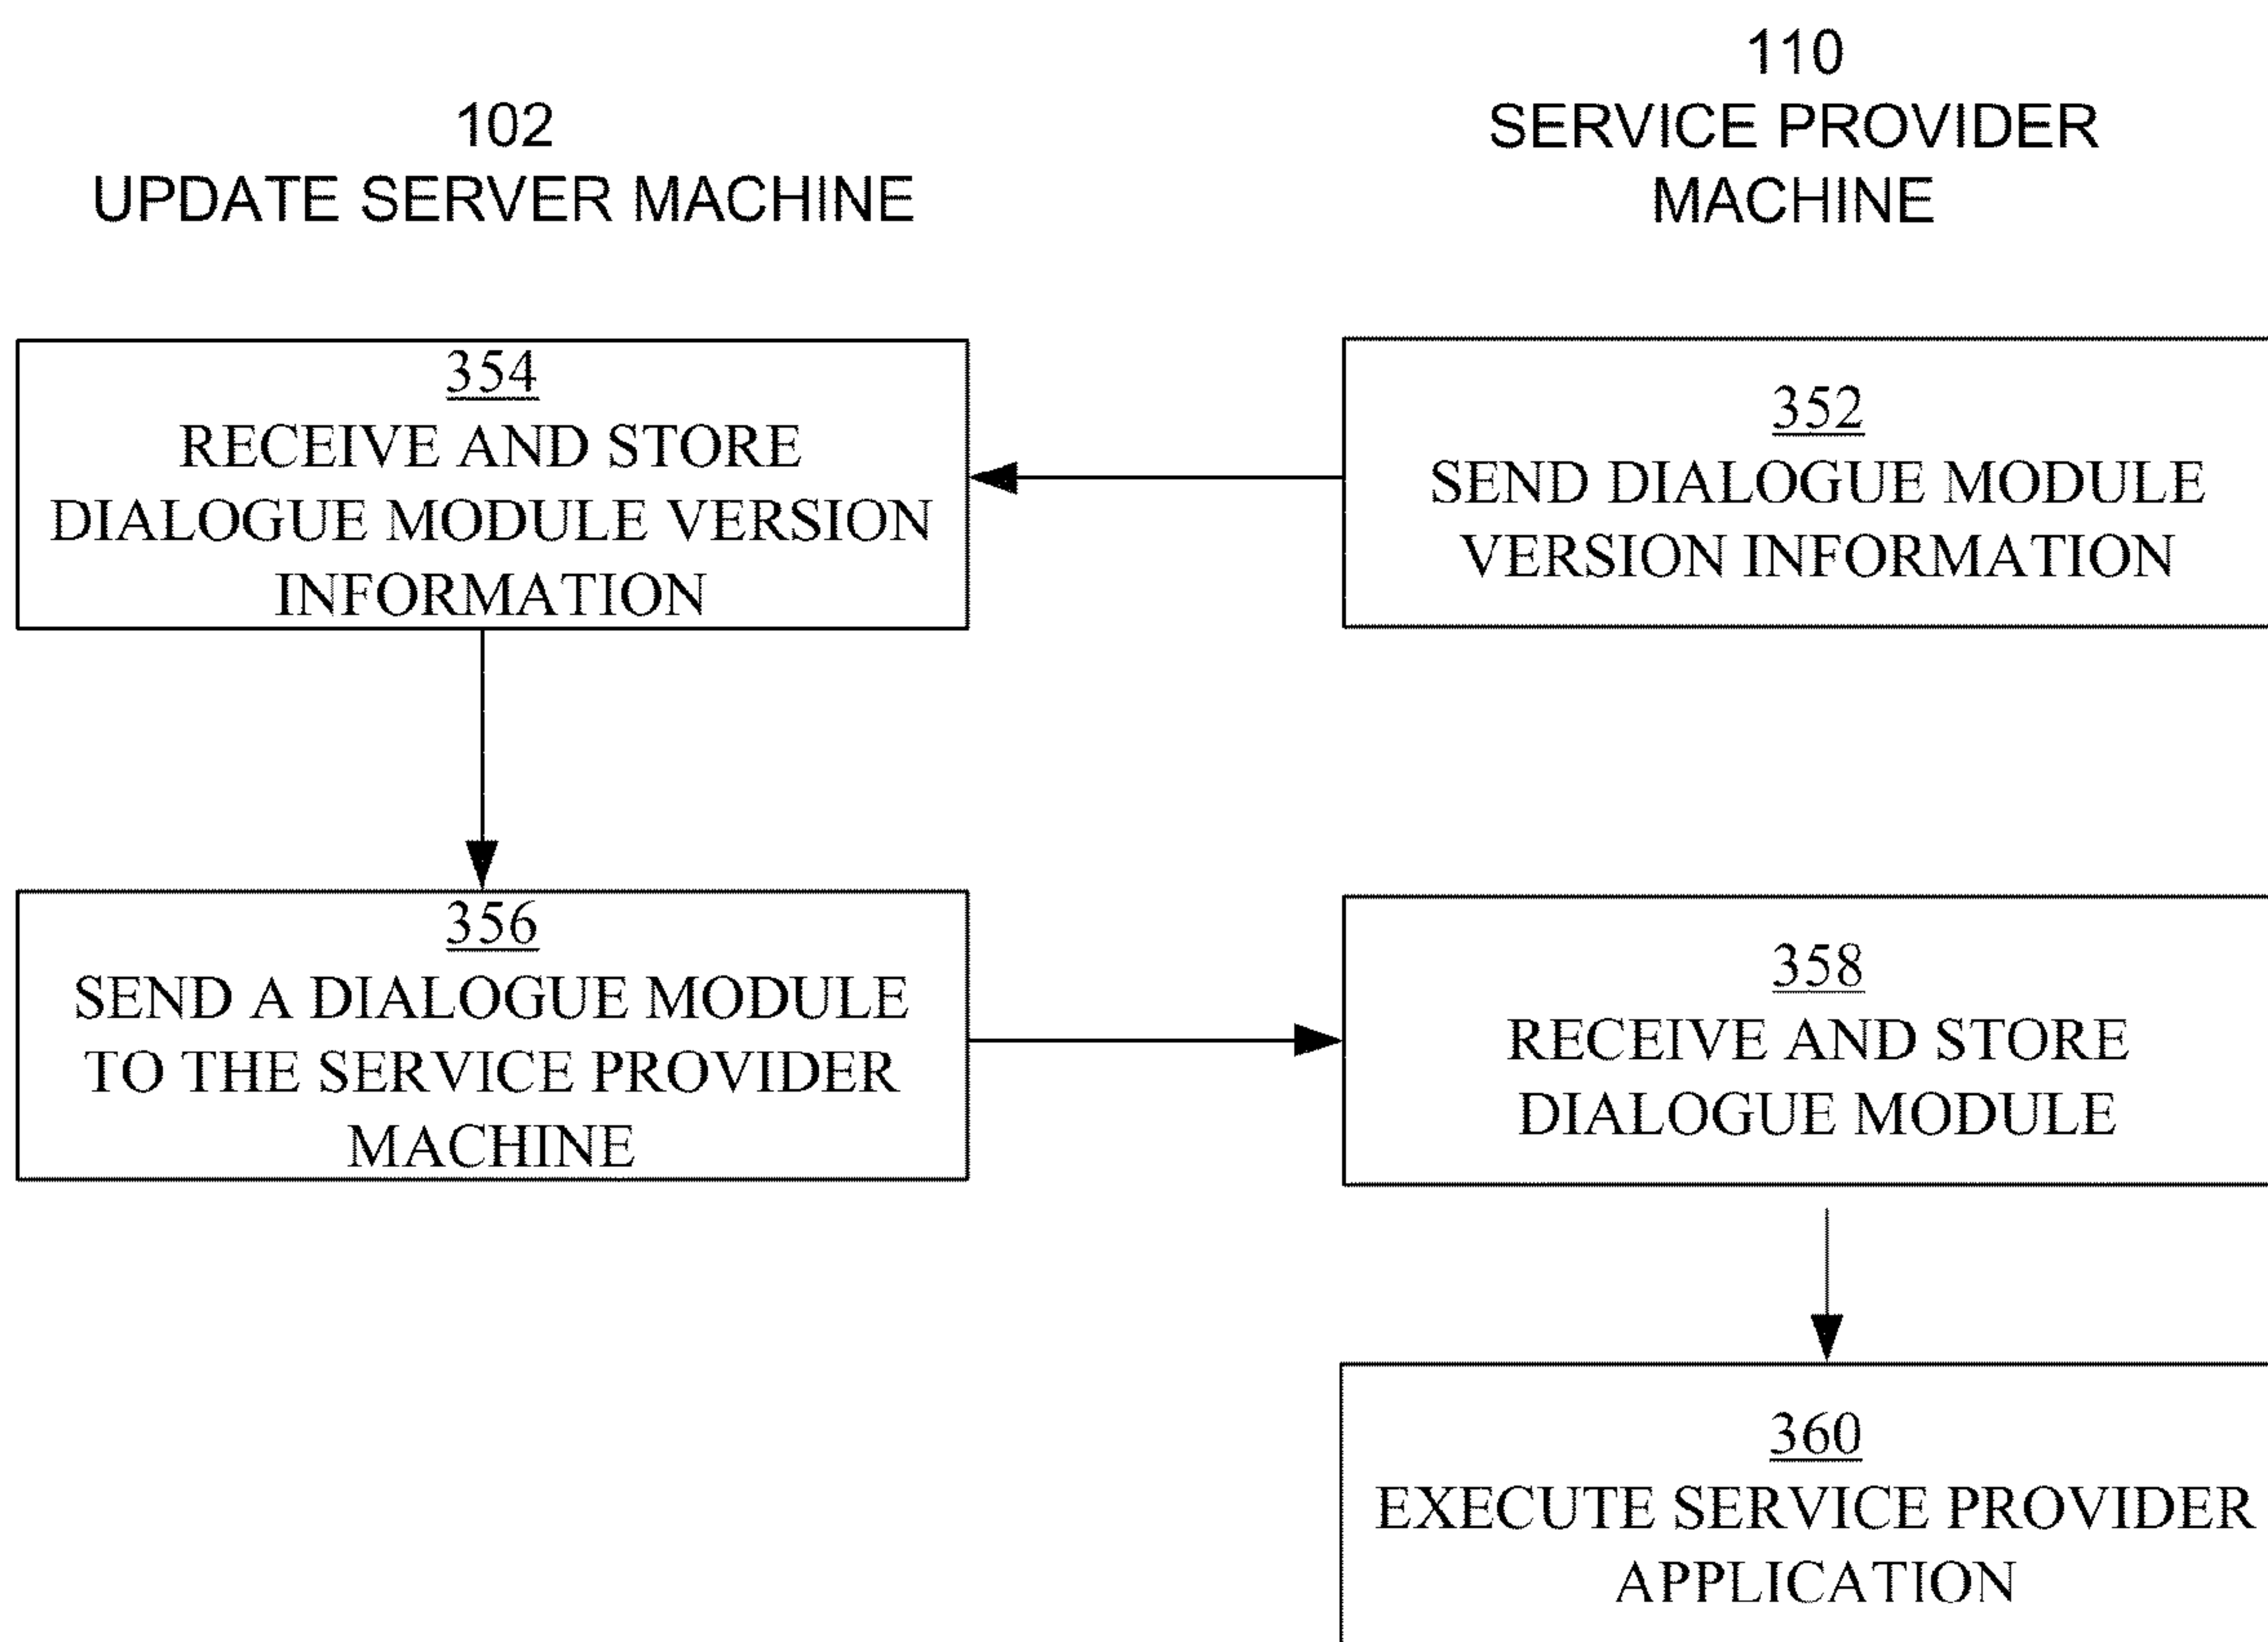 102
UPDATE SERVER MACHINE
110
SERVICE PROVIDER
MACHINE
354
RECEIVE AND STORE
DIALOGUE MODULE VERSION
INFORMATION
352
SEND DIALOGUE MODULE
VERSION INFORMATION
356
SEND A DIALOGUE MODULE
TO THE SERVICE PROVIDER
MACHINE
358
RECEIVE AND STORE
DIALOGUE MODULE
360
EXECUTE SERVICE PROVIDER
APPLICATION